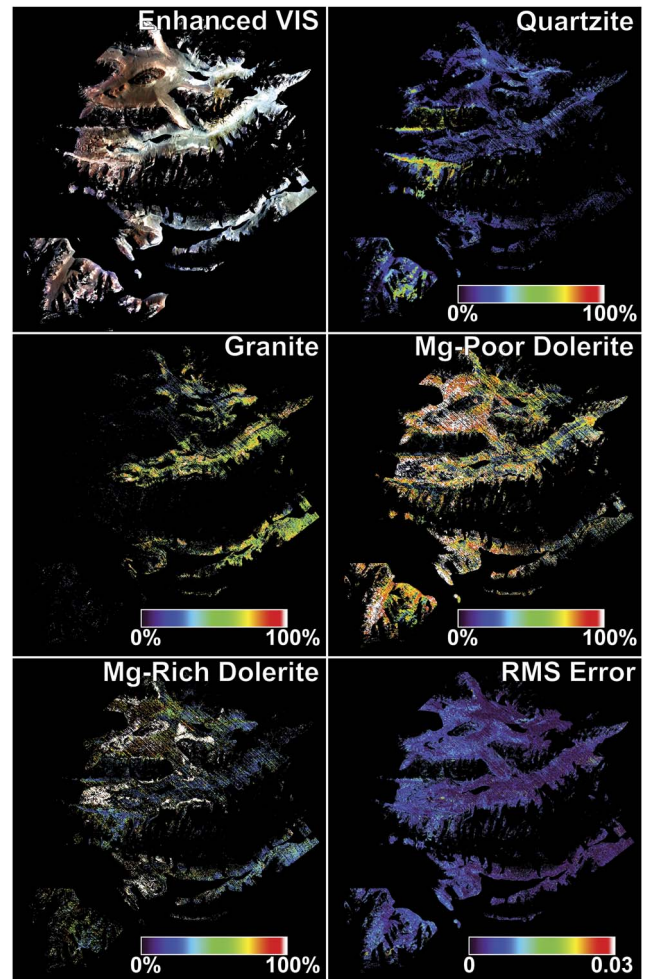 Enhanced VIS
Quartzite
0% 100%
Granite
0% 100%
Mg-Poor Dolerite
0% 100%
Mg-Rich Dolerite
0% 100%
RMS Error
0 0.03